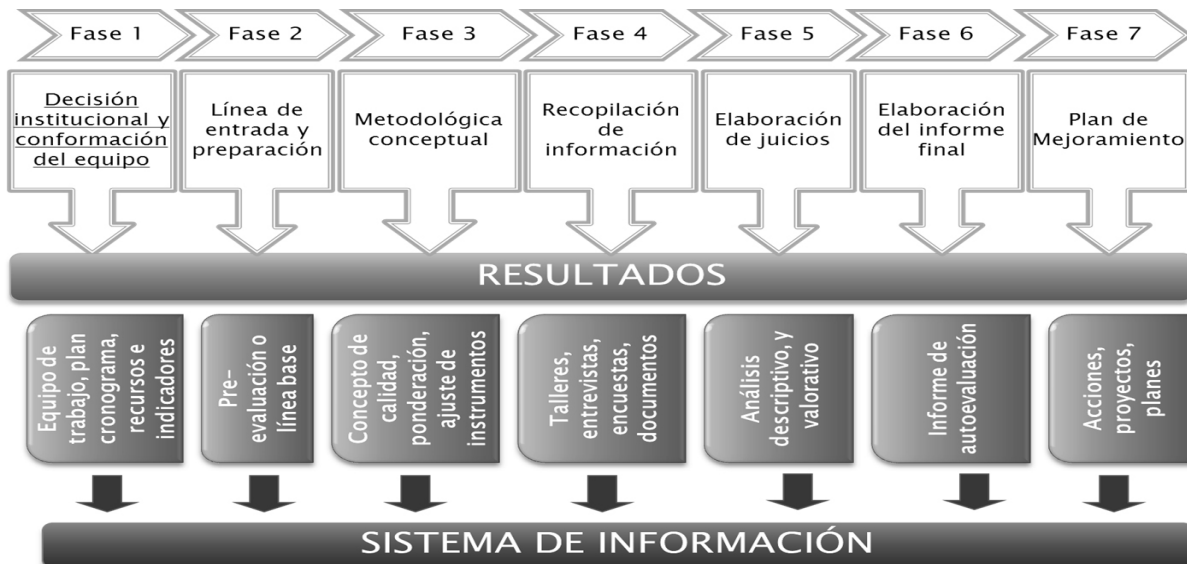 Fase 1
Fase 2
Fase 3
Fase 4
Fase 5
Fase 6
Fase 7
Decisión
institucional y
conformación
del equipo
Línea de
entrada y
preparación
Metodológica
conceptual
Recopilación
de
información
Elaboración
de juicios
Elaboración
del informe
final
Plan de
Mejoramiento
RESULTADOS
Equipo de
trabajo, plan
cronograma,
recursos e
indicadores
Pre-
evaluación o
línea base
Concepto de
calidad,
ponderación,
ajuste de
instrumentos
Talleres,
entrevistas,
encuestas,
documentos
Análisis
descriptivo, y
valorativo
Informe de
autoevaluación
Acciones,
proyectos,
planes
SISTEMA DE INFORMACIÓN